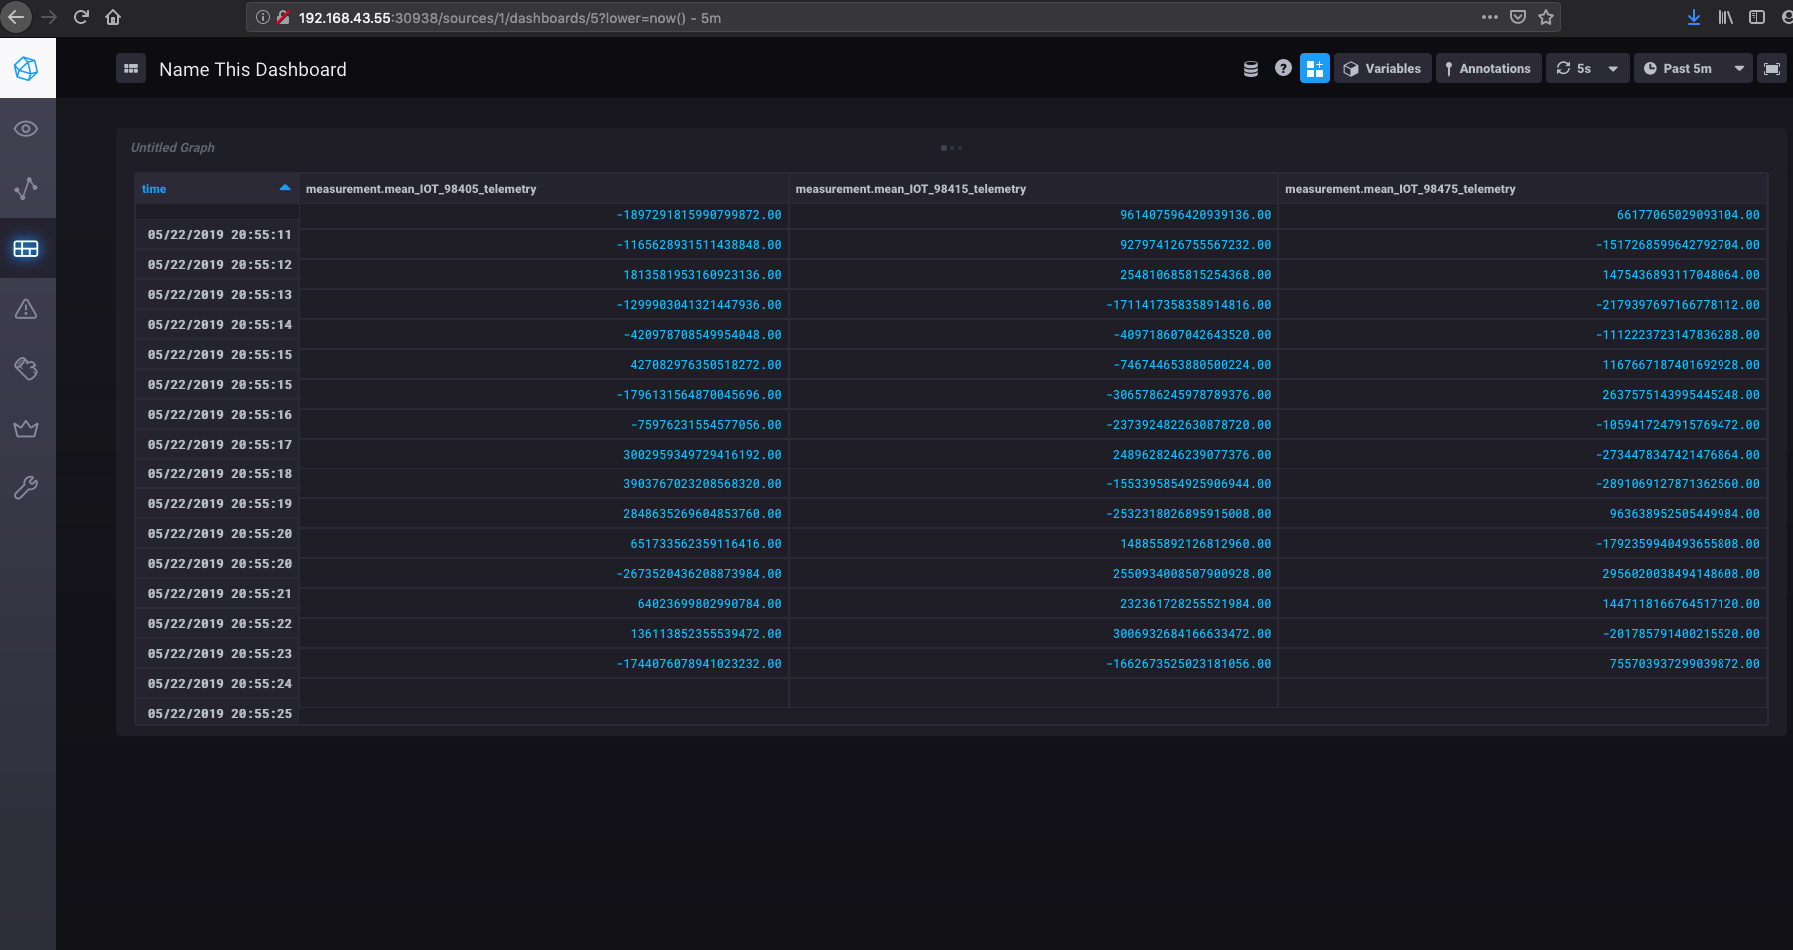 192.168.43.55:30938/sources/1/dashboards/5?lower=now() - 5m
Name This Dashboard
Variables
Annotations
5s
Past 5m
Untitled Graph
time measurement.mean_IOT_98405_telemetry measurement.mean_IOT_98415_telemetry measurement.mean_IOT_98475_telemetry
-1897291815990799872.00 961407596420939136.00 66177065029093104.00
05/22/2019 20:55:11
-1165628931511438848.00 927974126755567232.00 -1517268599642792704.00
05/22/2019 20:55:12
1813581953160923136.00 254810685815254368.00 1475436893117048064.00
05/22/2019 20:55:13
-1299903041321447936.00 -1711417358358914816.00 -2179397697166778112.00
05/22/2019 20:55:14
-420978708549954048.00 -409718607042643520.00 -1112223723147836288.00
05/22/2019 20:55:15
427082976350518272.00 -746744653880500224.00 1167667187401692928.00
05/22/2019 20:55:15
-1796131564870045696.00 -3065786245978789376.00 2637575143995445248.00
05/22/2019 20:55:16
-75976231554577056.00 -2373924822630878720.00 -1059417247915769472.00
05/22/2019 20:55:17
3002959349729416192.00 2489628246239077376.00 -2734478347421476864.00
05/22/2019 20:55:18
3903767023208568320.00 -1553395854925906944.00 -2891069127871362560.00
05/22/2019 20:55:19
2848635269604853760.00 -2532318026895915008.00 963638952505449984.00
05/22/2019 20:55:20
651733562359116416.00 148855892126812960.00 -1792359940493655808.00
05/22/2019 20:55:20
-2673520436208873984.00 2550934008507900928.00 2956020038494148608.00
05/22/2019 20:55:21
64023699802990784.00 232361728255521984.00 1447118166764517120.00
05/22/2019 20:55:22
136113852355539472.00 3006932684166633472.00 -201785791400215520.00
05/22/2019 20:55:23
-1744076078941023232.00 -1662673525023181056.00 755703937299039872.00
05/22/2019 20:55:24
05/22/2019 20:55:25